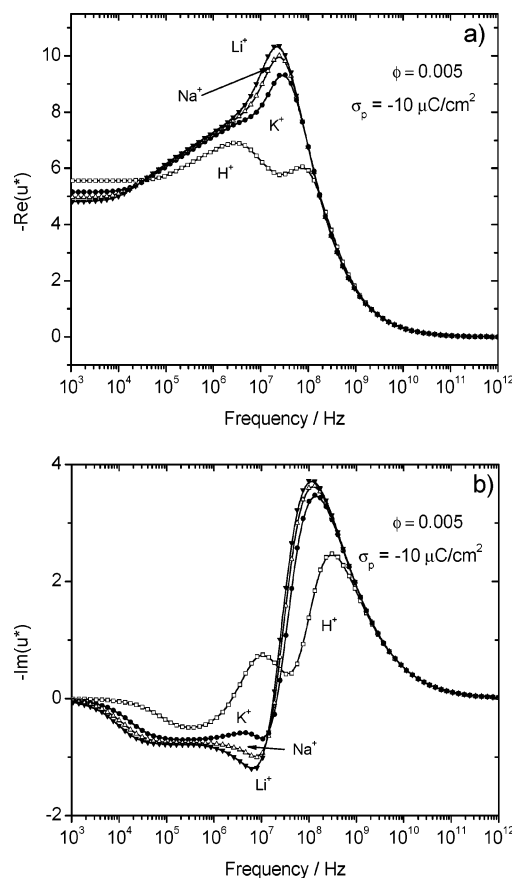 a)
Li⁺
Na⁺
K⁺
H⁺
ϕ = 0.005
σₚ = -10 μC/cm²
-Re(u*)
10
8
6
4
2
0
10³ 10⁴ 10⁵ 10⁶ 10⁷ 10⁸ 10⁹ 10¹⁰ 10¹¹ 10¹²
Frequency / Hz
b)
ϕ = 0.005
σₚ = -10 μC/cm²
H⁺
K⁺
Na⁺
Li⁺
-Im(u*)
4
2
0
-2
10³ 10⁴ 10⁵ 10⁶ 10⁷ 10⁸ 10⁹ 10¹⁰ 10¹¹ 10¹²
Frequency / Hz